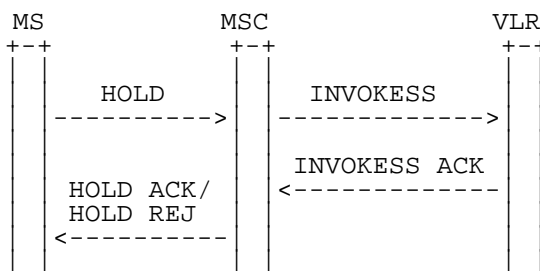 MS MSC VLR
HOLD INVOKESS
INVOKESS ACK
HOLD ACK/
HOLD REJ